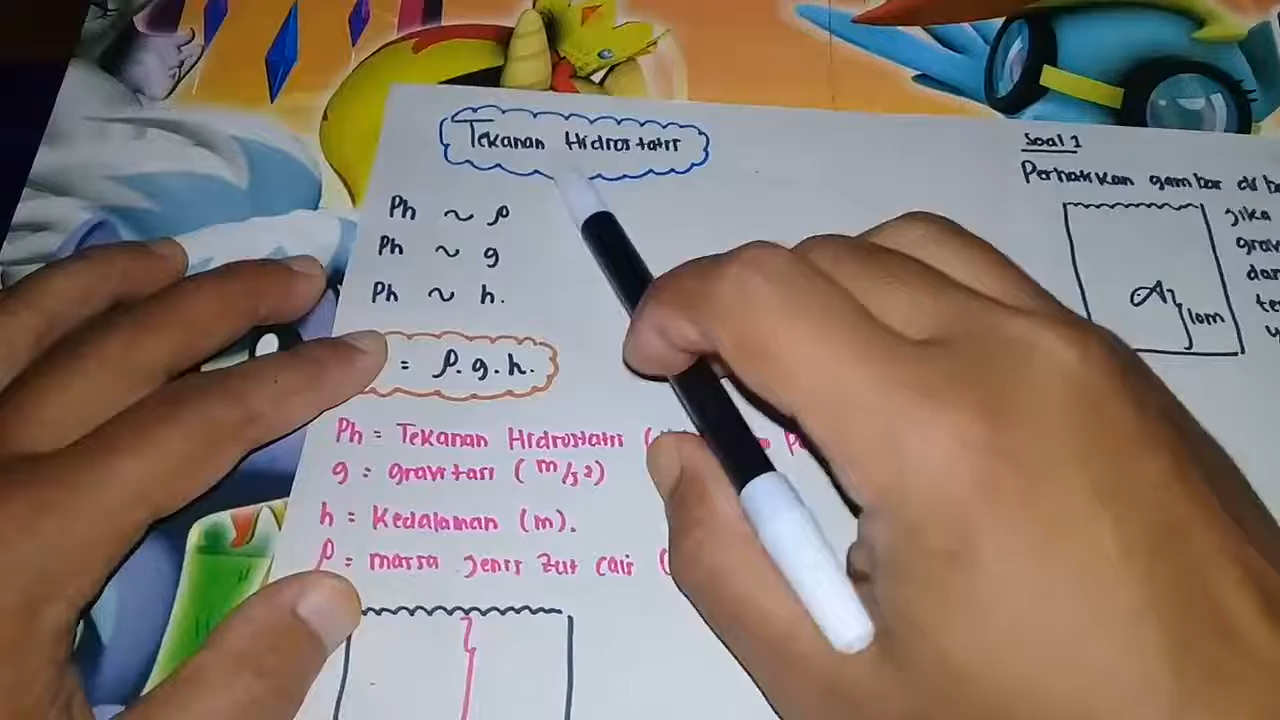 Tekanan Hidrostatis
Ph ~ ρ
Ph ~ g
Ph ~ h.
= ρ.g.h.
Ph = Tekanan Hidrostatis (
g = gravitasi (m/s2)
h = Kedalaman (m).
ρ = massa jenis zat cair (
Soal 1
Perhatikan gambar di
jika
A
10m